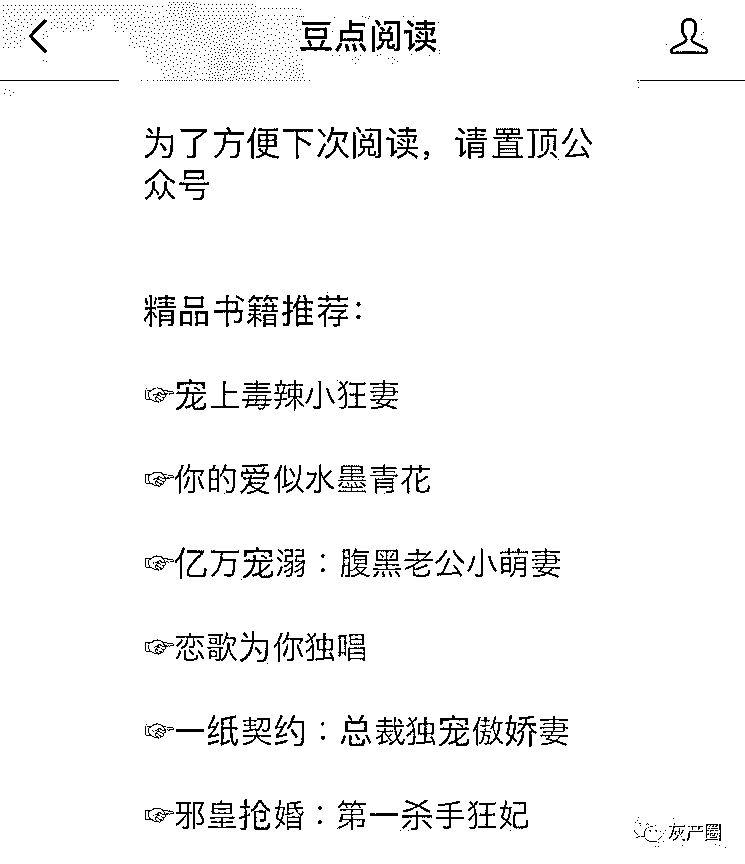 豆点阅读
为了方便下次阅读，请置顶公
众号
精品书籍推荐：
☞宠上毒辣小狂妻
☞你的爱似水墨青花
☞亿万宠溺：腹黑老公小萌妻
☞恋歌为你独唱
☞一纸契约：总裁独宠傲娇妻
☞邪皇抢婚：第一杀手狂妃
灰产圈